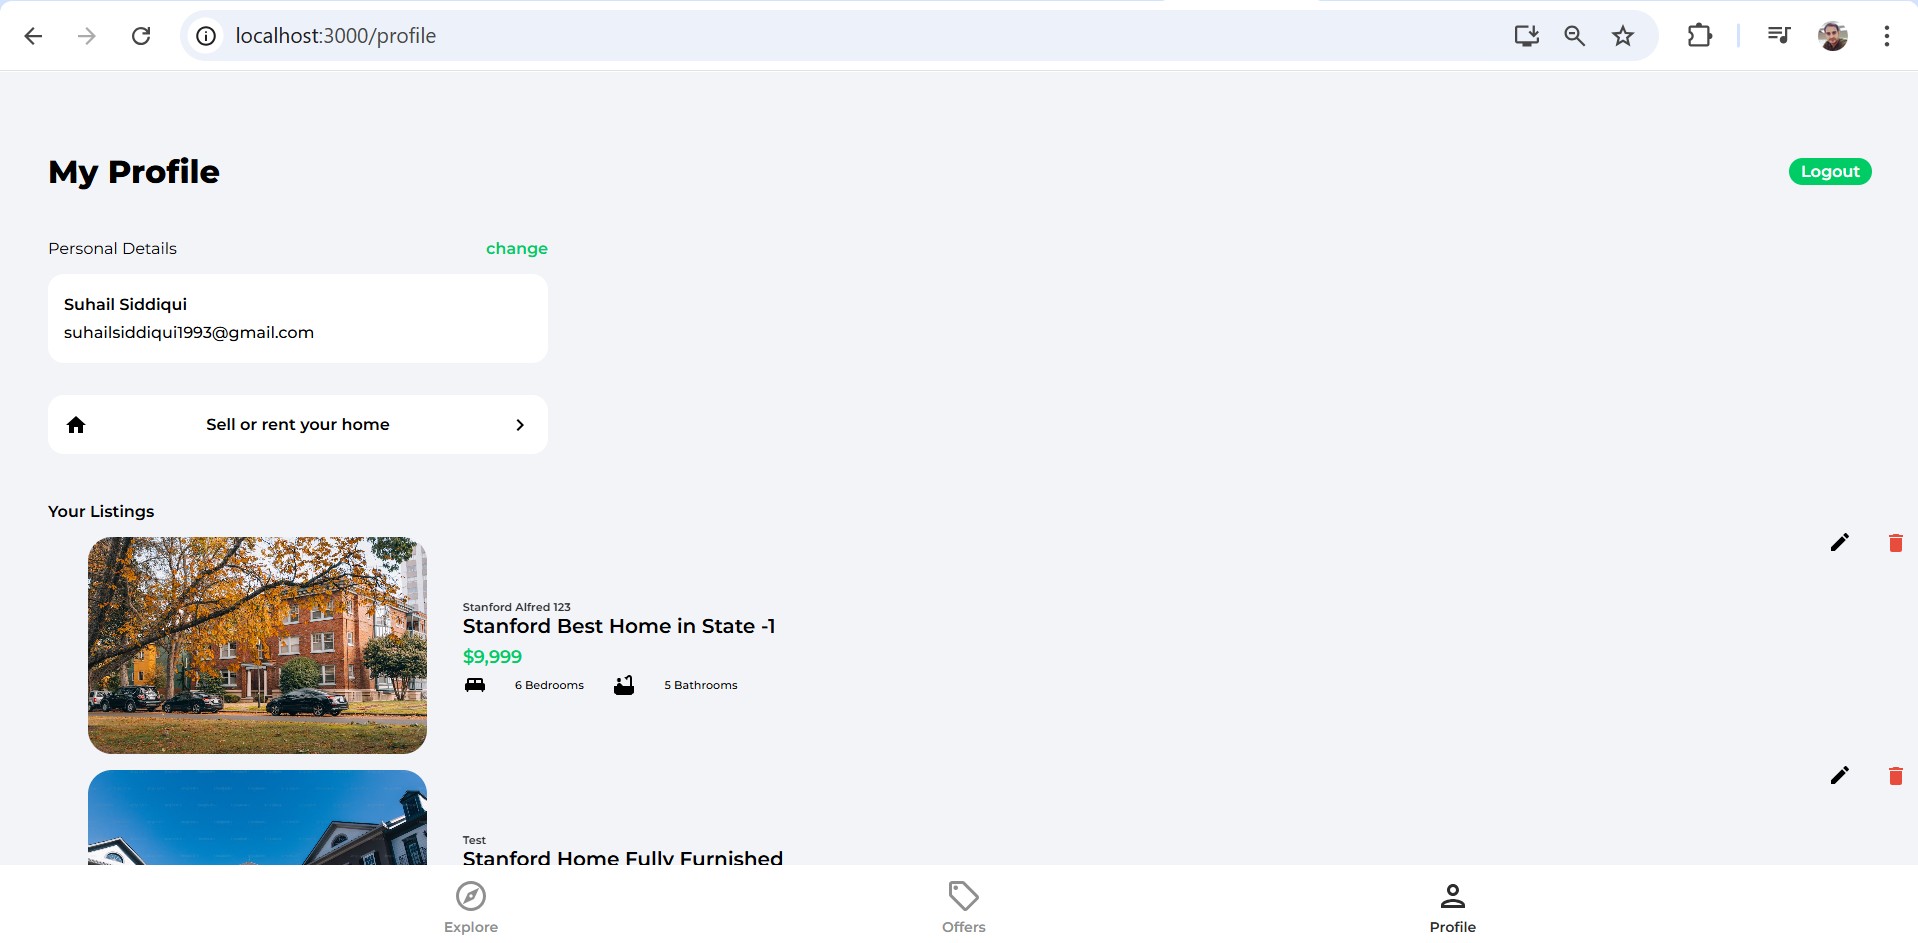 localhost:3000/profile
My Profile
Logout
Personal Details
change
Suhail Siddiqui
suhailsiddiqui1993@gmail.com
Sell or rent your home
Your Listings
Stanford Alfred 123
Stanford Best Home in State -1
$9,999
6 Bedrooms
5 Bathrooms
Test
Stanford Home Fully Furnished
Explore
Offers
Profile